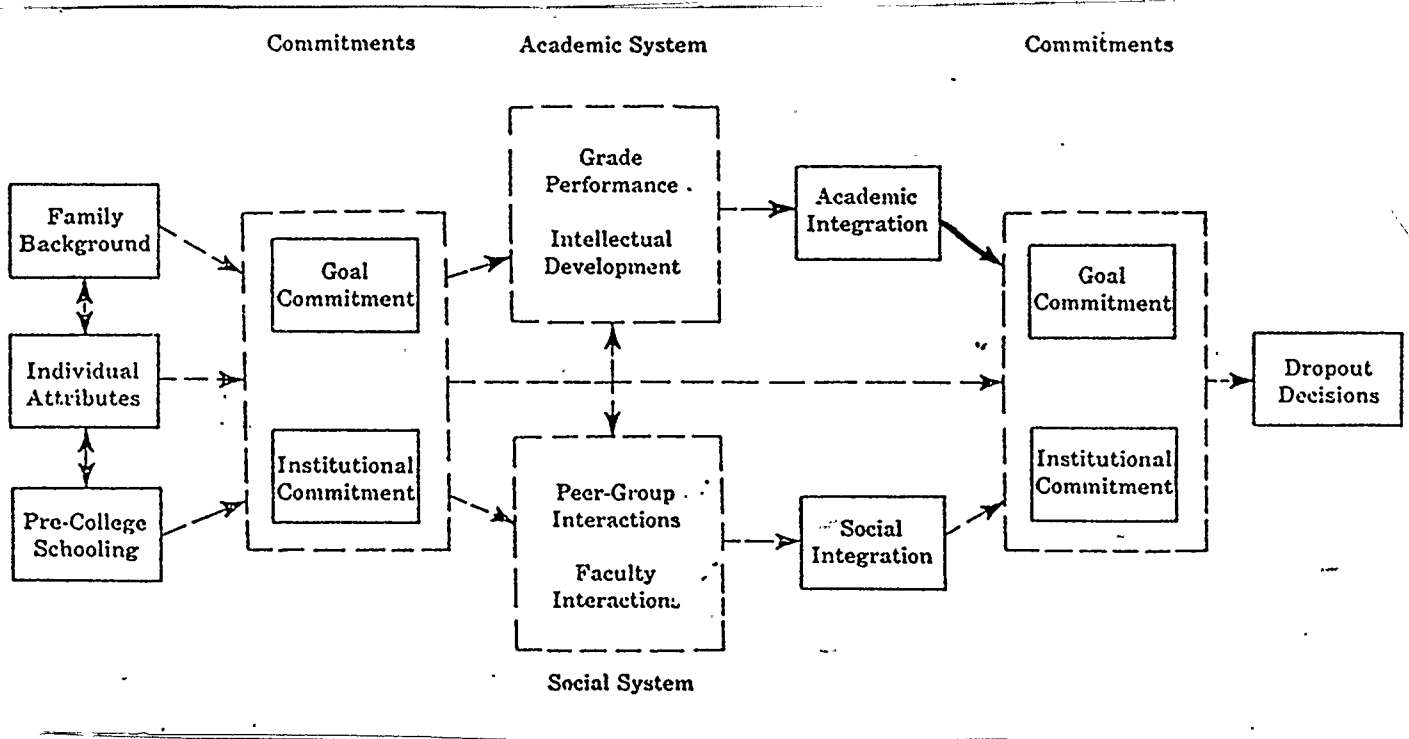 Commitments
Academic System
Commitments
Family
Background
Individual
Attributes
Pre-College
Schooling
Goal
Commitment
Institutional
Commitment
Grade
Performance
Intellectual
Development
Peer-Group
Interactions
Faculty
Interactions
Social System
Academic
Integration
Social
Integration
Goal
Commitment
Institutional
Commitment
Dropout
Decisions